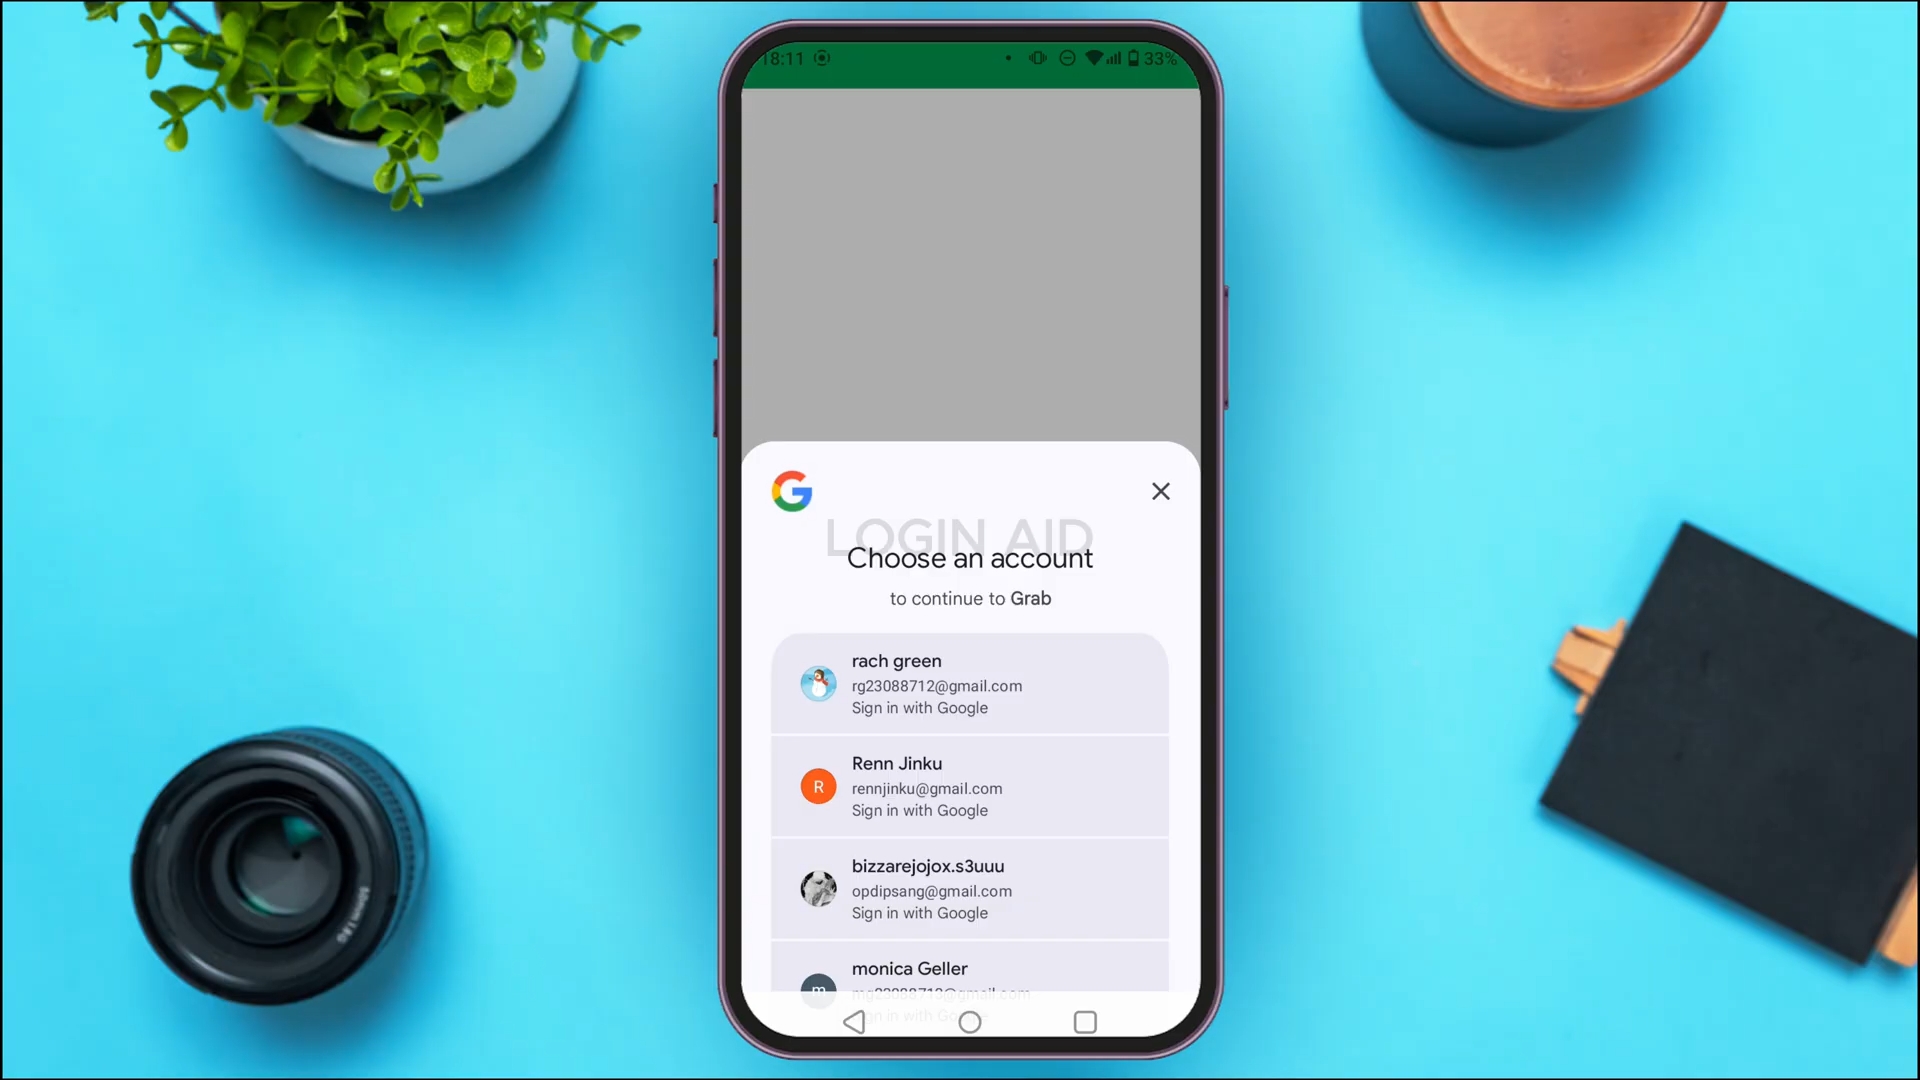 18:11
33%
LOGIN AID
Choose an account
to continue to Grab
rach green
rg23088712@gmail.com
Sign in with Google
R
Renn Jinku
rennjinku@gmail.com
Sign in with Google
bizzarejojox.s3uuu
opdipsang@gmail.com
Sign in with Google
m
monica Geller